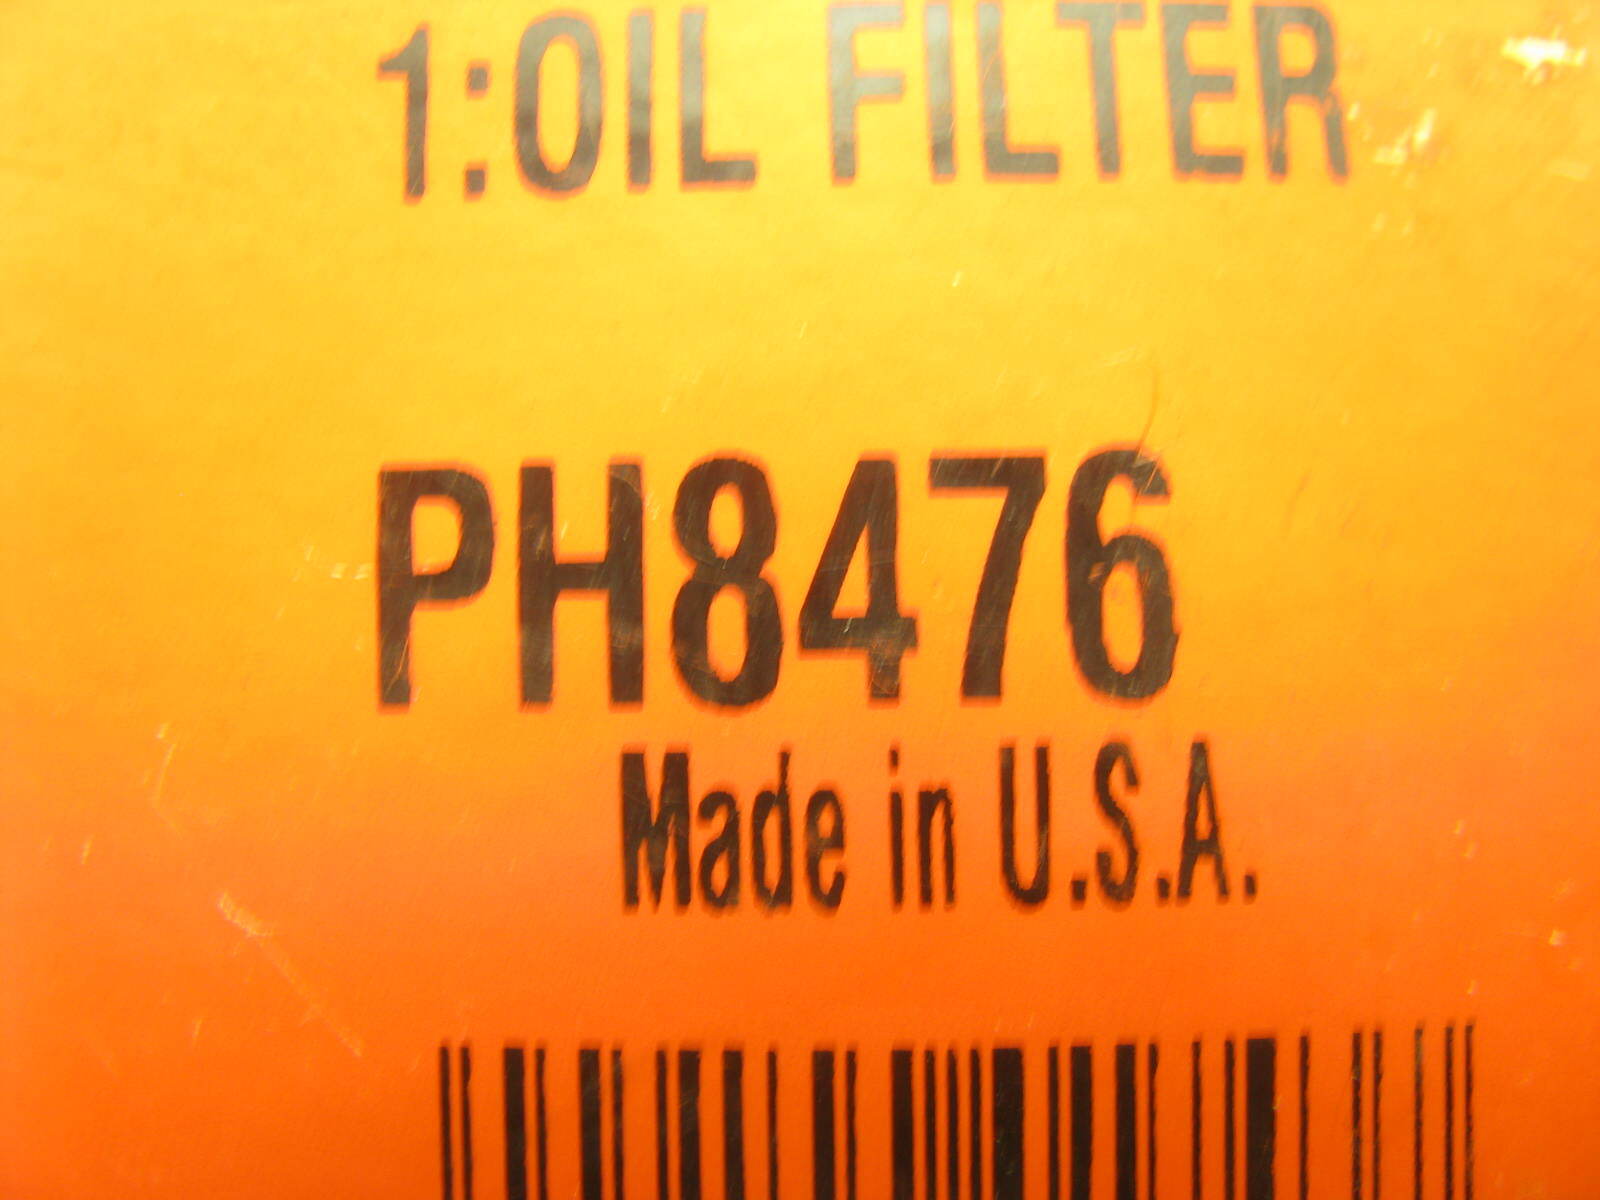 1:OIL FILTER
PH8476
Made in U.S.A.